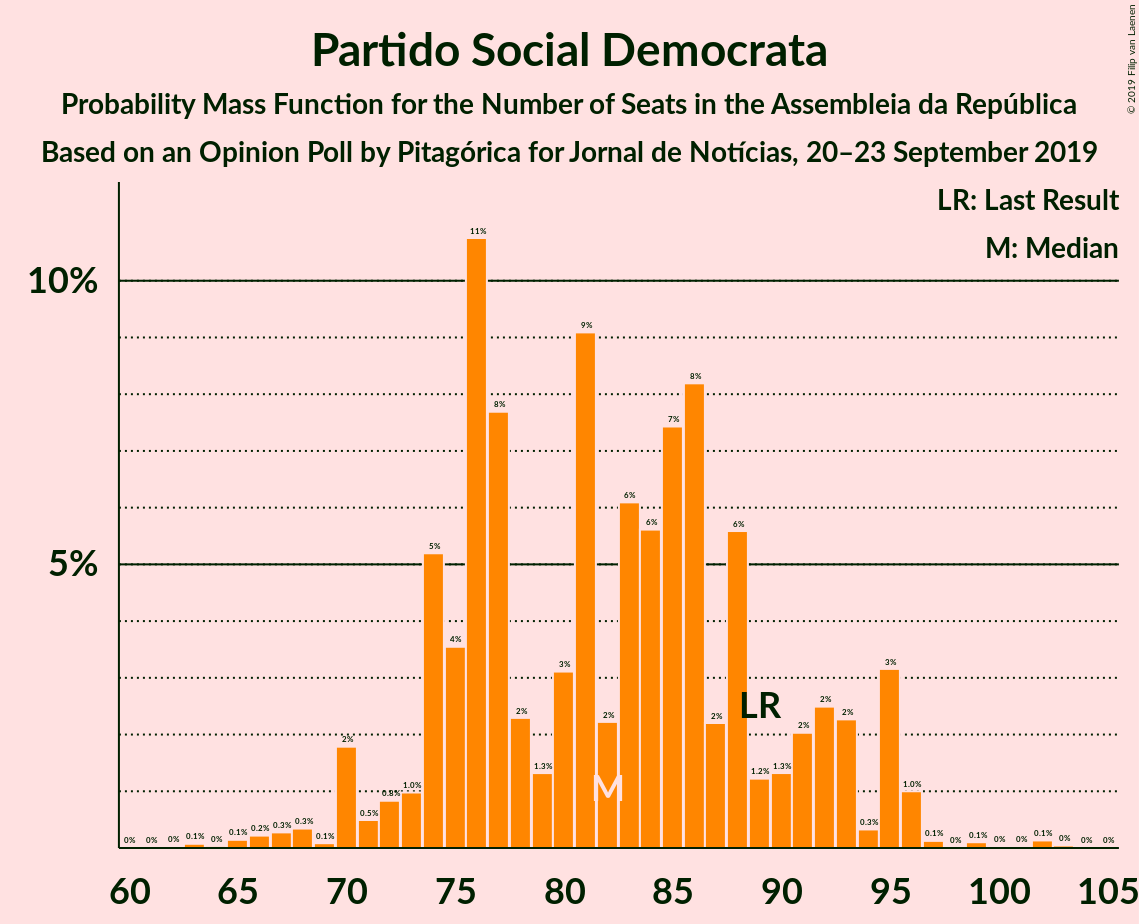 Partido Social Democrata
Probability Mass Function for the Number of Seats in the Assembleia da República
Based on an Opinion Poll by Pitagórica for Jornal de Notícias, 20–23 September 2019
© 2019 Filip van Laenen
LR: Last Result
M: Median
10%
5%
0% 0% 0% 0.1% 0% 0.1% 0.2% 0.3% 0.3% 0.1% 2% 0.5% 0.8% 1.0% 5% 4% 11% 8% 2% 1.3% 3% 9% 2% 6% 6% 7% 8% 2% 6% 1.2% 1.3% 2% 2% 2% 0.3% 3% 1.0% 0.1% 0% 0.1% 0% 0% 0.1% 0% 0% 0%
LR
M
60 65 70 75 80 85 90 95 100 105